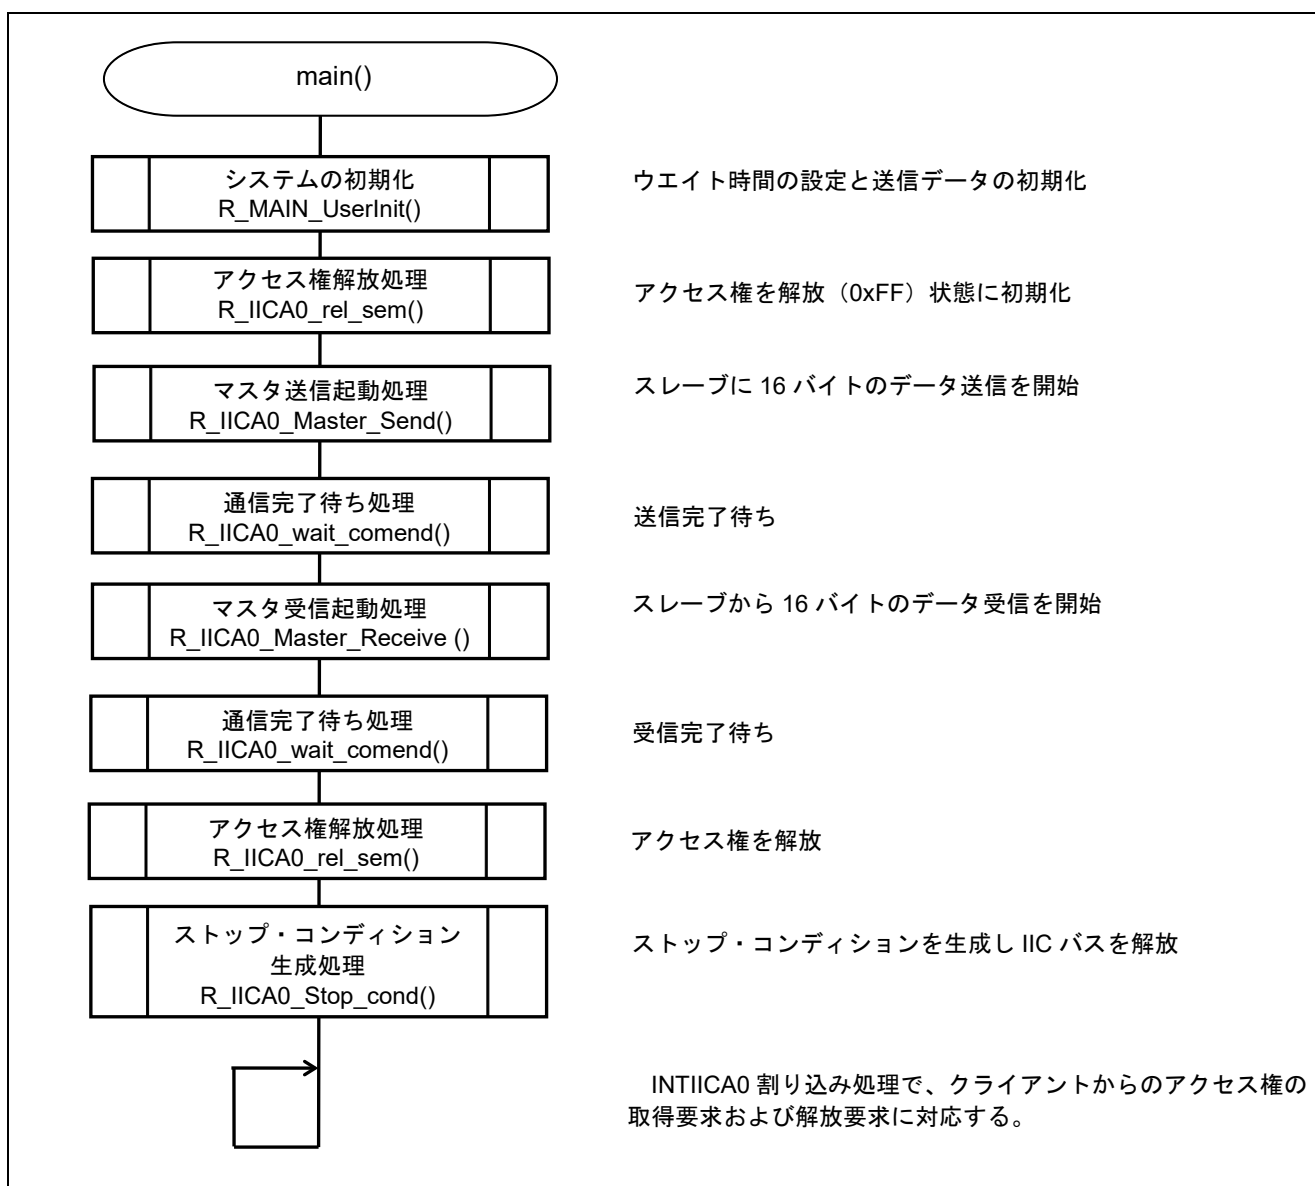 main()
システムの初期化
R_MAIN_UserInit()
ウエイト時間の設定と送信データの初期化
アクセス権解放処理
R_IICA0_rel_sem()
アクセス権を解放（0xFF）状態に初期化
マスタ送信起動処理
R_IICA0_Master_Send()
スレーブに 16 バイトのデータ送信を開始
通信完了待ち処理
R_IICA0_wait_comend()
送信完了待ち
マスタ受信起動処理
R_IICA0_Master_Receive ()
スレーブから 16 バイトのデータ受信を開始
通信完了待ち処理
R_IICA0_wait_comend()
受信完了待ち
アクセス権解放処理
R_IICA0_rel_sem()
アクセス権を解放
ストップ・コンディション
生成処理
R_IICA0_Stop_cond()
ストップ・コンディションを生成し IIC バスを解放
INTIICA0 割り込み処理で、クライアントからのアクセス権の
取得要求および解放要求に対応する。